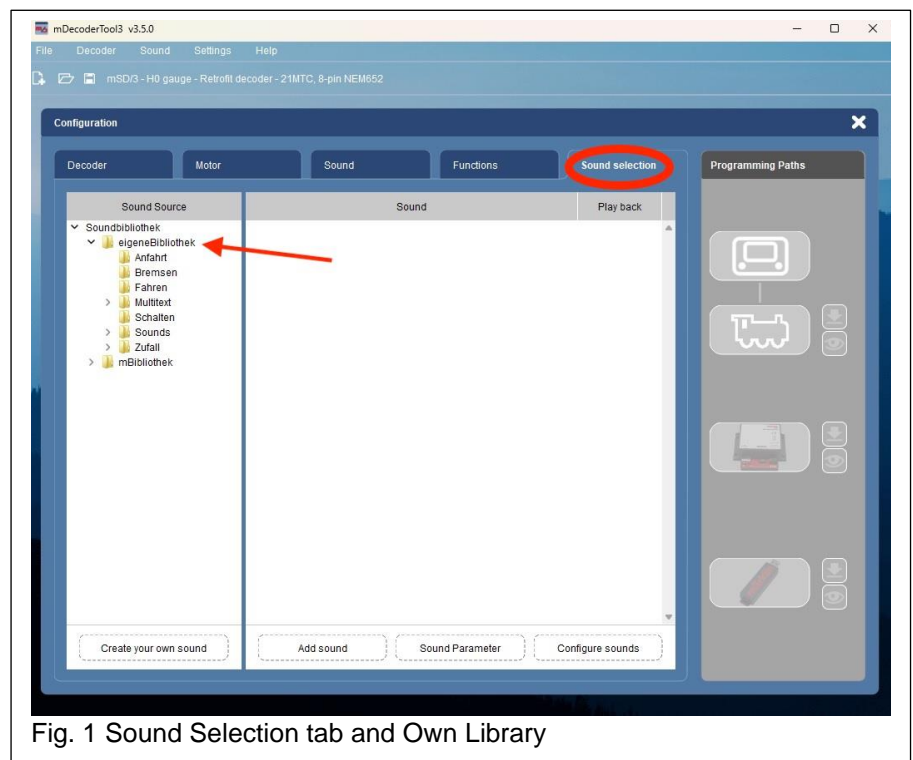 mDecoderTool3 v3.5.0
File Decoder Sound Settings Help
mSD/3 - H0 gauge - Retrofit decoder - 21MTC, 8-pin NEM652
Configuration
Decoder Motor Sound Functions Sound selection Programming Paths
Sound Source Sound Play back
Soundbibliothek
eigeneBibliothek
Anfahrt
Bremsen
Fahren
Multitext
Schalten
Sounds
Zufall
mBibliothek
Create your own sound Add sound Sound Parameter Configure sounds
Fig. 1 Sound Selection tab and Own Library